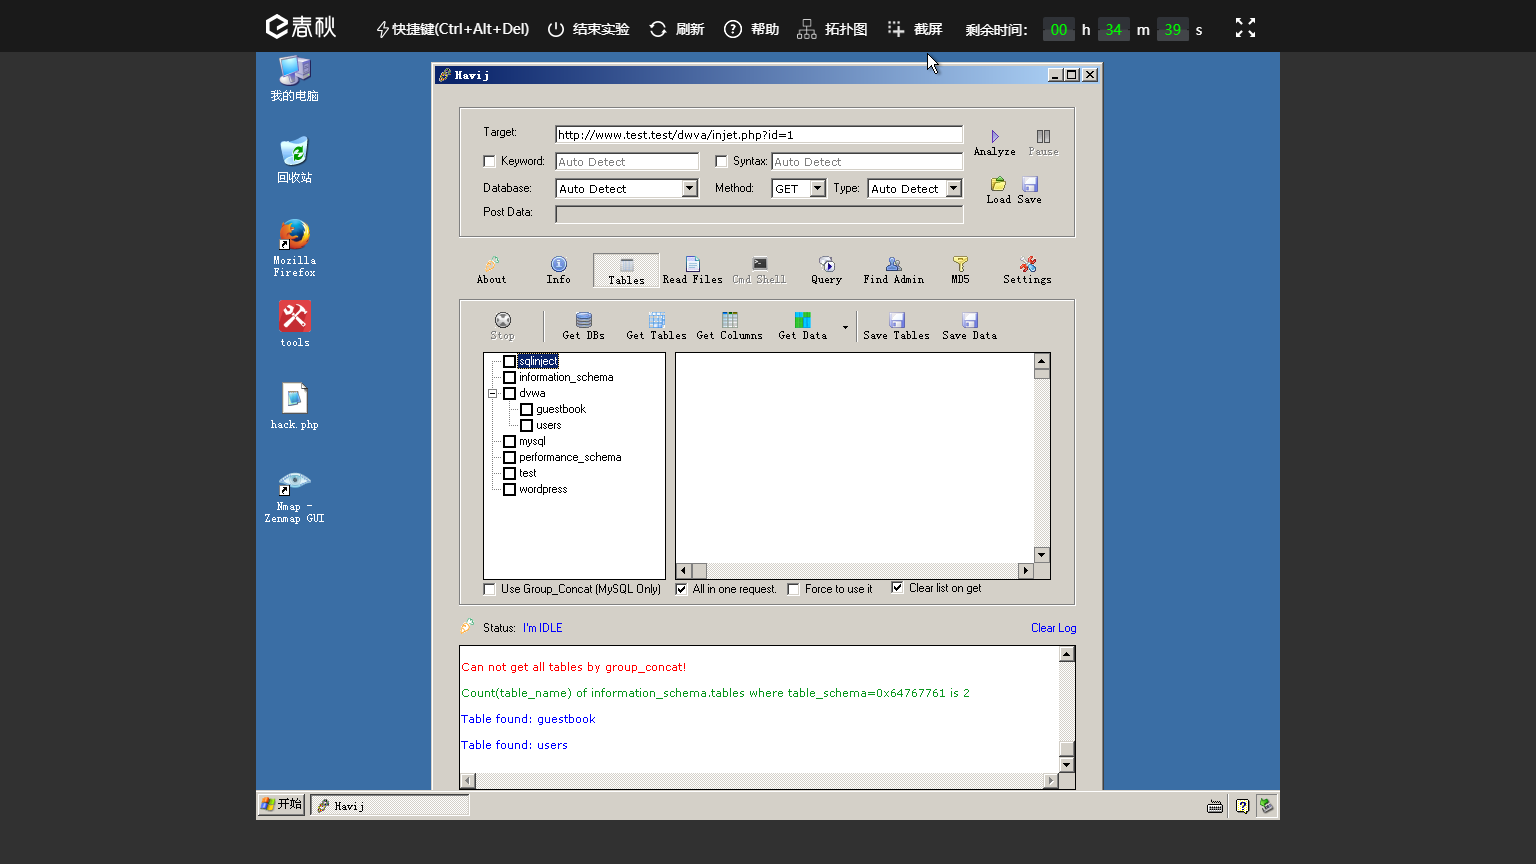 e春秋
快捷键(Ctrl+Alt+Del)
结束实验
刷新
帮助
拓扑图
截屏
剩余时间：
00 h 34 m 39 s
我的电脑
回收站
Mozilla
Firefox
tools
hack.php
Nmap -
Zenmap GUI
Havij
Target:
http://www.test.test/dwva/injet.php?id=1
Analyze
Pause
Keyword:
Auto Detect
Syntax:
Auto Detect
Database:
Auto Detect
Method:
GET
Type:
Auto Detect
Load
Save
Post Data:
About
Info
Tables
Read Files
Cmd Shell
Query
Find Admin
MD5
Settings
Stop
Get DBs
Get Tables
Get Columns
Get Data
Save Tables
Save Data
sqlinject
information_schema
dvwa
guestbook
users
mysql
performance_schema
test
wordpress
Use Group_Concat (MySQL Only)
All in one request.
Force to use it
Clear list on get
Status: I'm IDLE
Clear Log
Can not get all tables by group_concat!
Count(table_name) of information_schema.tables where table_schema=0x64767761 is 2
Table found: guestbook
Table found: users
开始
Havij